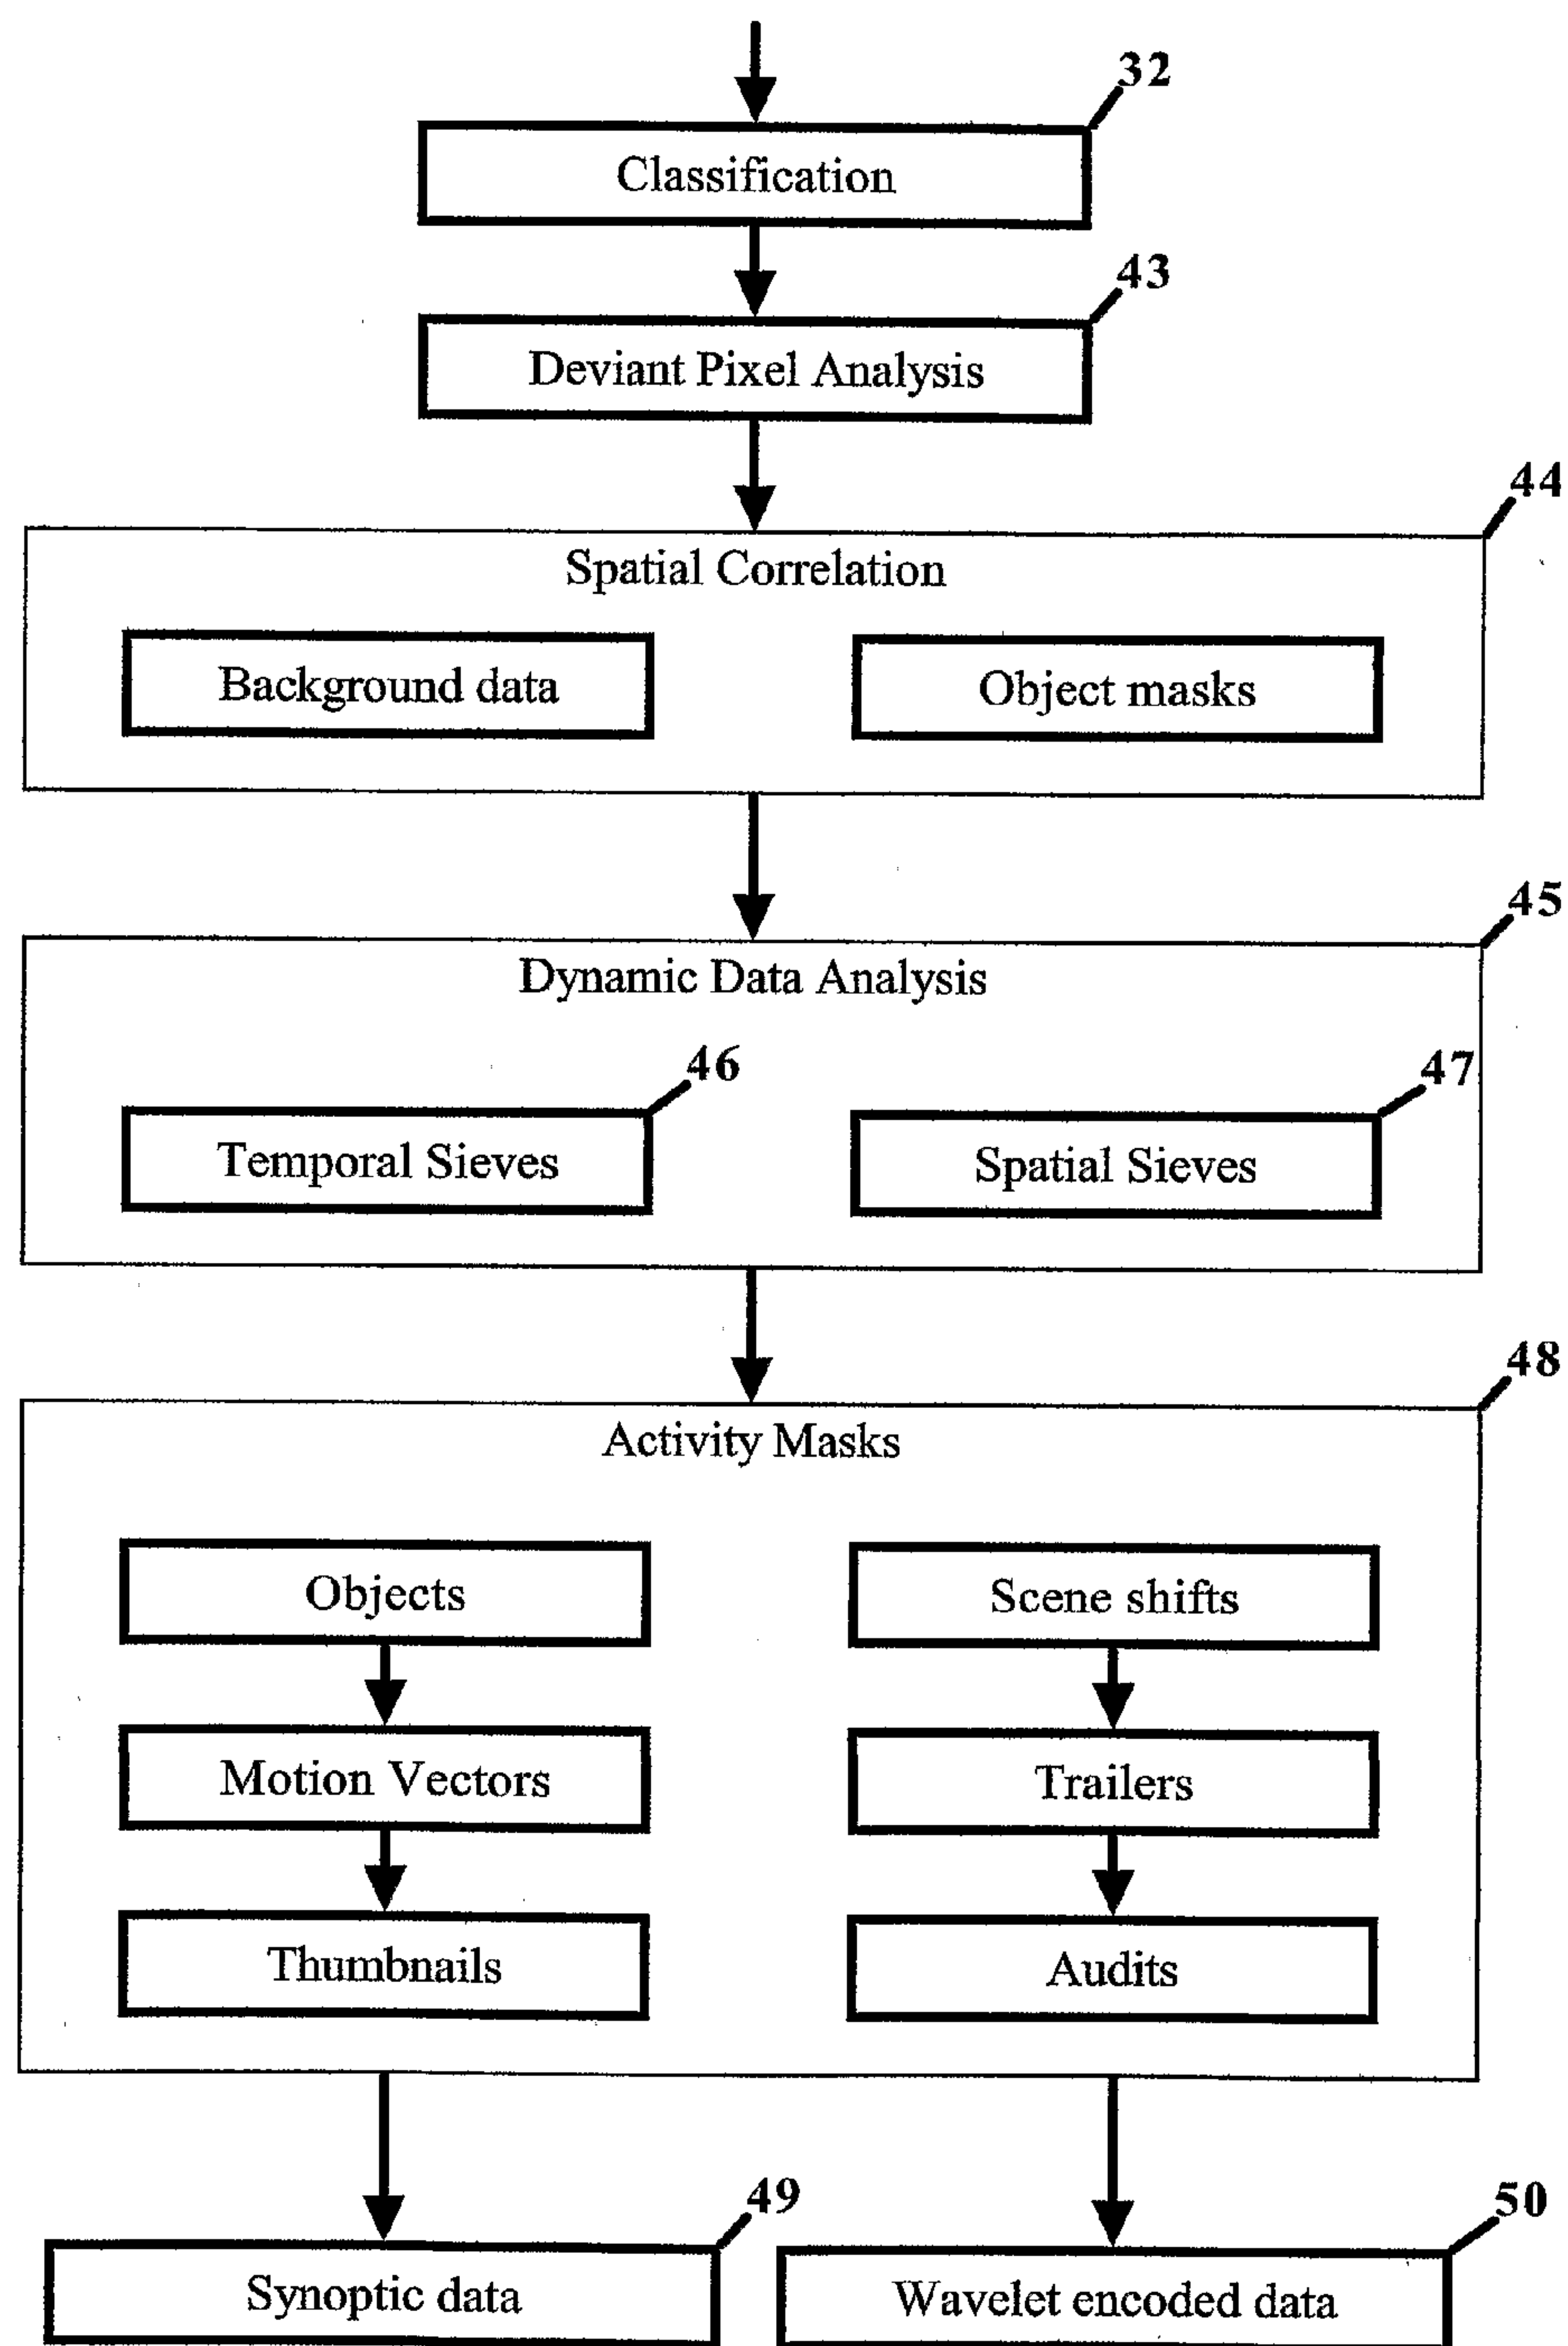 32
Classification
43
Deviant Pixel Analysis
44
Spatial Correlation
Background data
Object masks
45
Dynamic Data Analysis
46
47
Temporal Sieves
Spatial Sieves
48
Activity Masks
Objects
Scene shifts
Motion Vectors
Trailers
Thumbnails
Audits
49
50
Synoptic data
Wavelet encoded data